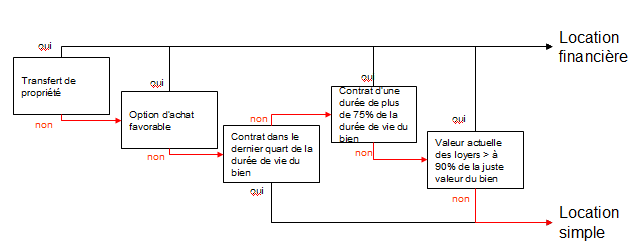 oui
Transfert de
propriété
non
oui
Option d'achat
favorable
non
non
Contrat dans le
dernier quart de la
durée de vie du
bien
oui
oui
Contrat d'une
durée de plus
de 75% de la
durée de vie du
bien
non
oui
Valeur actuelle
des loyers > à
90% de la juste
valeur du bien
non
Location
financière
Location
simple